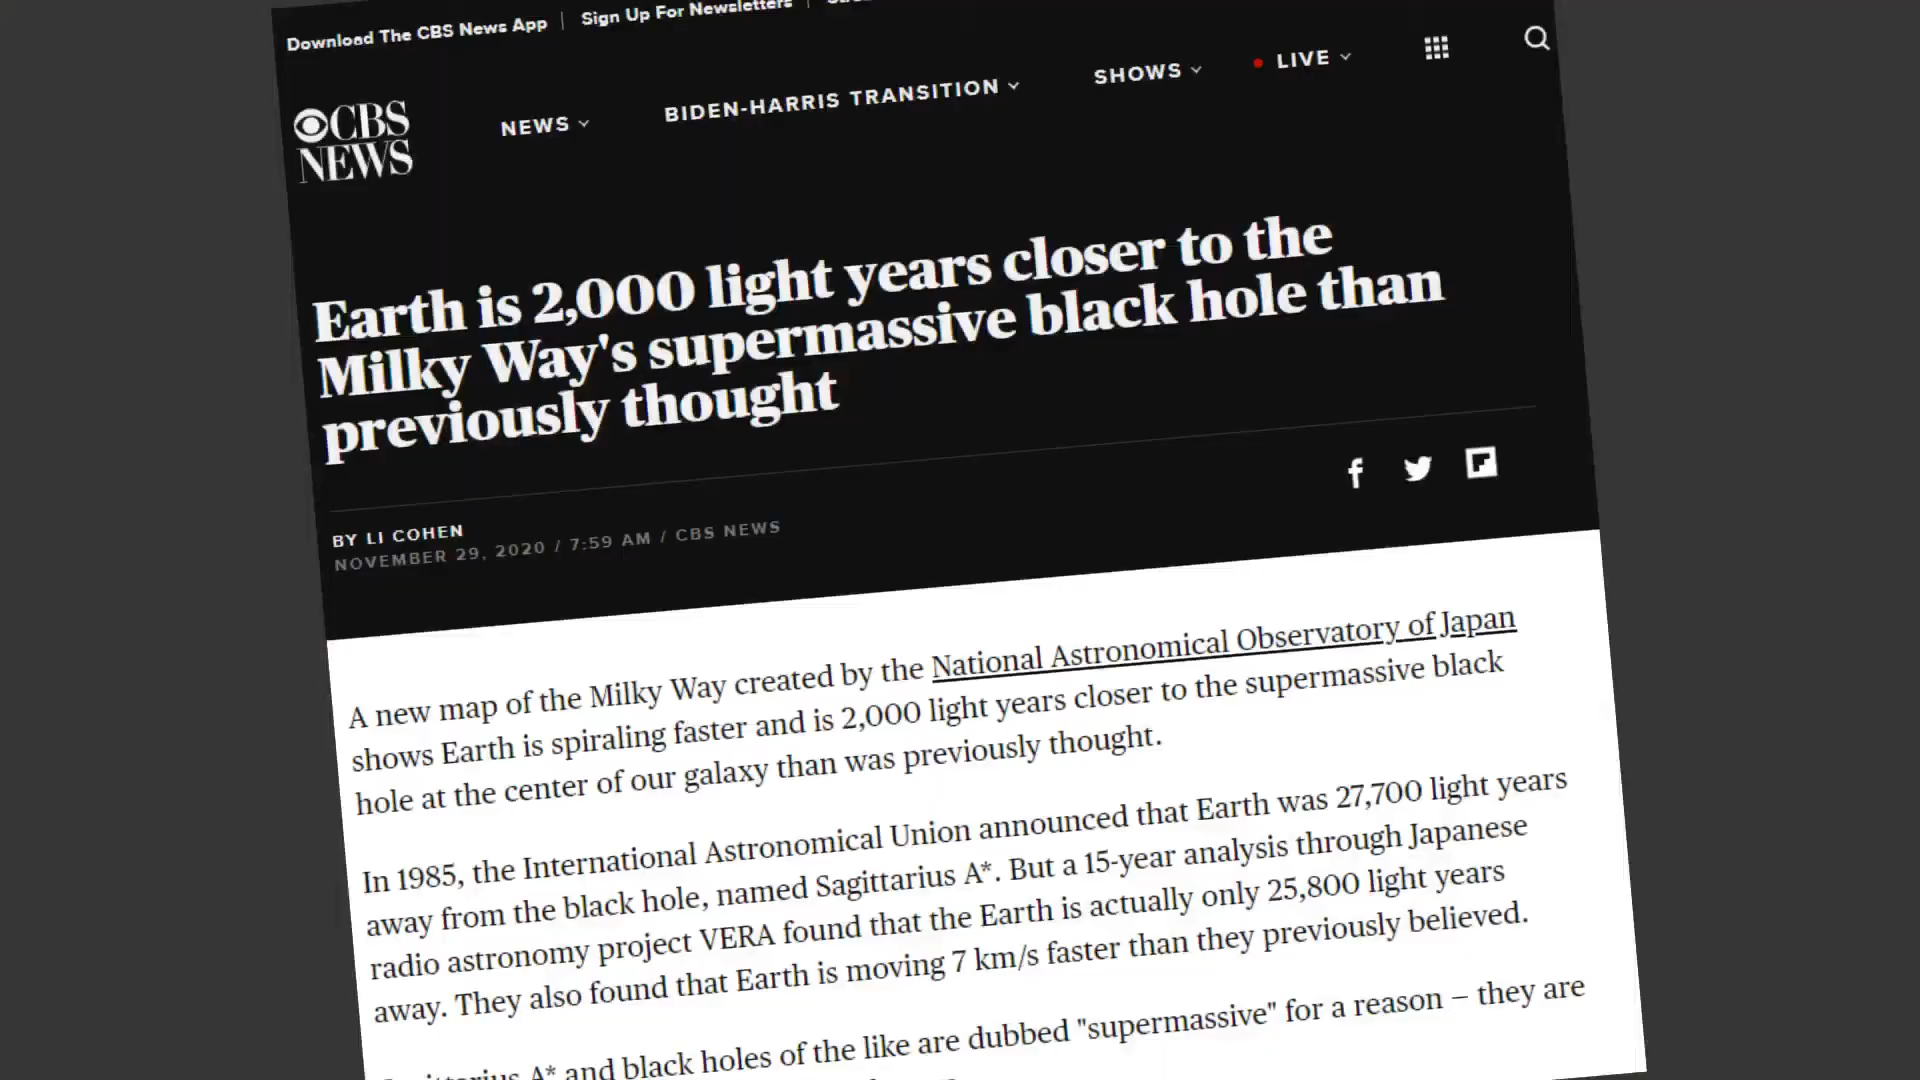 Download The CBS News App | Sign Up For Newsletters |
CBS NEWS
NEWS
BIDEN-HARRIS TRANSITION
SHOWS
LIVE
Earth is 2,000 light years closer to the
Milky Way's supermassive black hole than
previously thought
BY LI COHEN
NOVEMBER 29, 2020 / 7:59 AM / CBS NEWS
A new map of the Milky Way created by the National Astronomical Observatory of Japan
shows Earth is spiraling faster and is 2,000 light years closer to the supermassive black
hole at the center of our galaxy than was previously thought.
In 1985, the International Astronomical Union announced that Earth was 27,700 light years
away from the black hole, named Sagittarius A*. But a 15-year analysis through Japanese
radio astronomy project VERA found that the Earth is actually only 25,800 light years
away. They also found that Earth is moving 7 km/s faster than they previously believed.
A* and black holes of the like are dubbed "supermassive" for a reason – they are